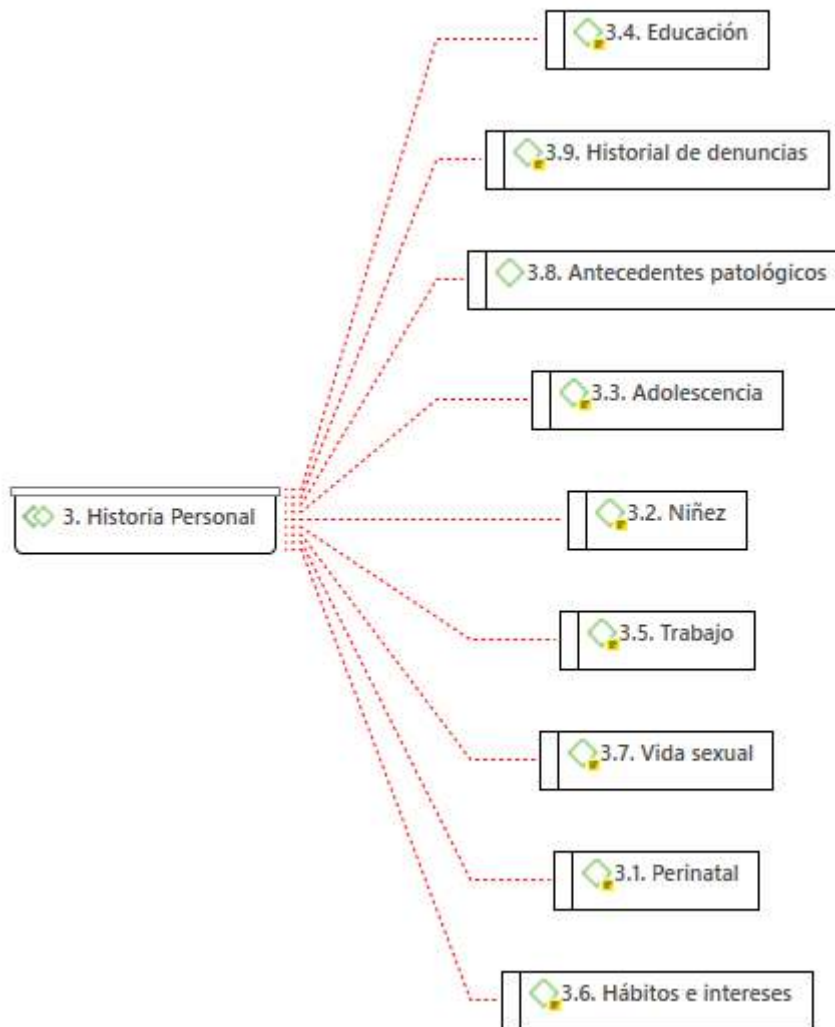 3.4. Educación
3.9. Historial de denuncias
3.8. Antecedentes patológicos
3.3. Adolescencia
3. Historia Personal
3.2. Niñez
3.5. Trabajo
3.7. Vida sexual
3.1. Perinatal
3.6. Hábitos e intereses